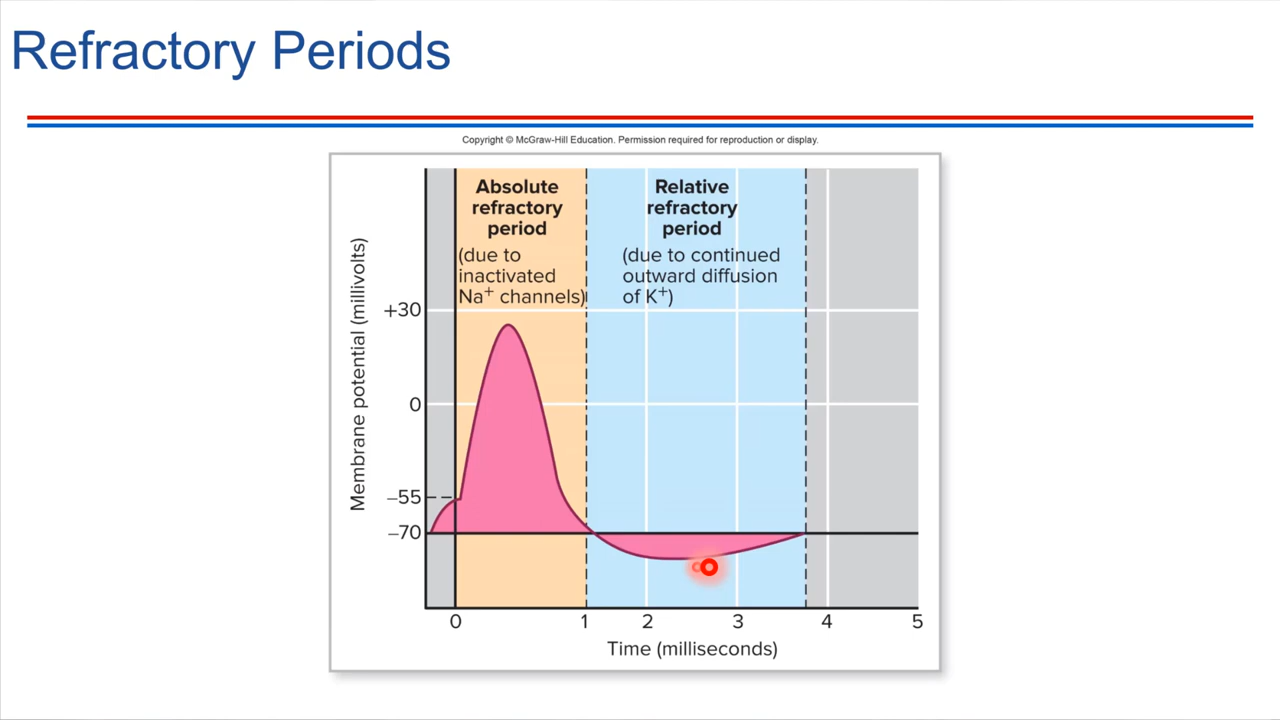 Refractory Periods
Copyright © McGraw-Hill Education. Permission required for reproduction or display.
Absolute
refractory
period
(due to
inactivated
Na⁺ channels)
Relative
refractory
period
(due to continued
outward diffusion
of K⁺)
Membrane potential (millivolts)
+30
0
–55
–70
0 1 2 3 4 5
Time (milliseconds)